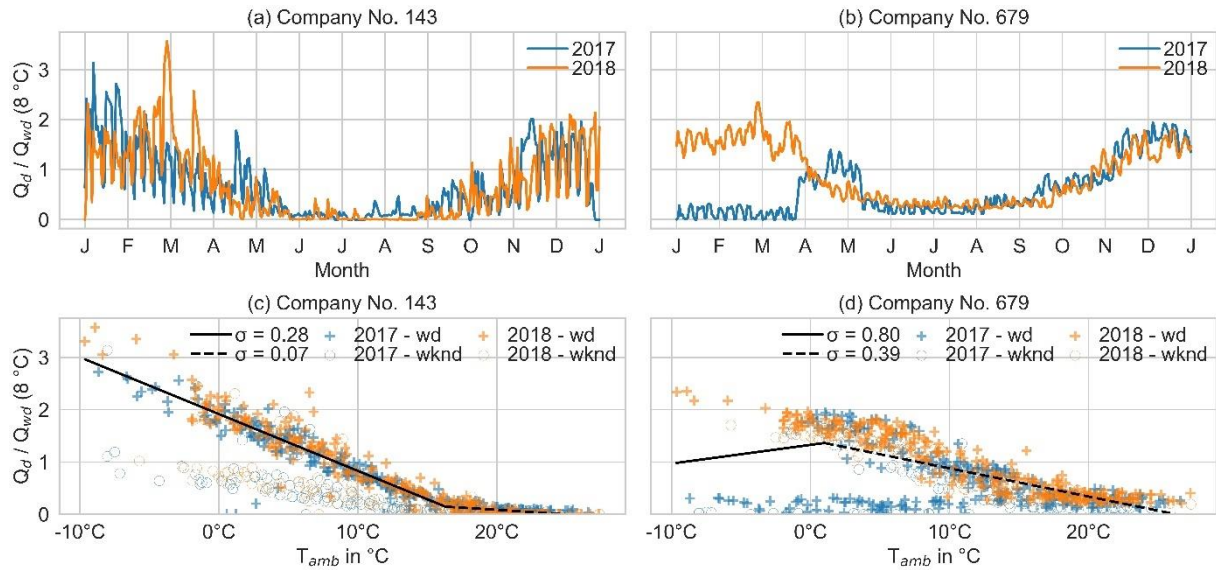 (a) Company No. 143
(b) Company No. 679
Q_d / Q_wd (8 °C)
3
2
1
0
2017
2018
2017
2018
J F M A M J J A S O N D J
J F M A M J J A S O N D J
Month
Month
(c) Company No. 143
(d) Company No. 679
Q_d / Q_wd (8 °C)
3
2
1
0
σ = 0.28 2017 - wd 2018 - wd
σ = 0.07 2017 - wknd 2018 - wknd
σ = 0.80 2017 - wd 2018 - wd
σ = 0.39 2017 - wknd 2018 - wknd
-10°C 0°C 10°C 20°C
-10°C 0°C 10°C 20°C
T_amb in °C
T_amb in °C